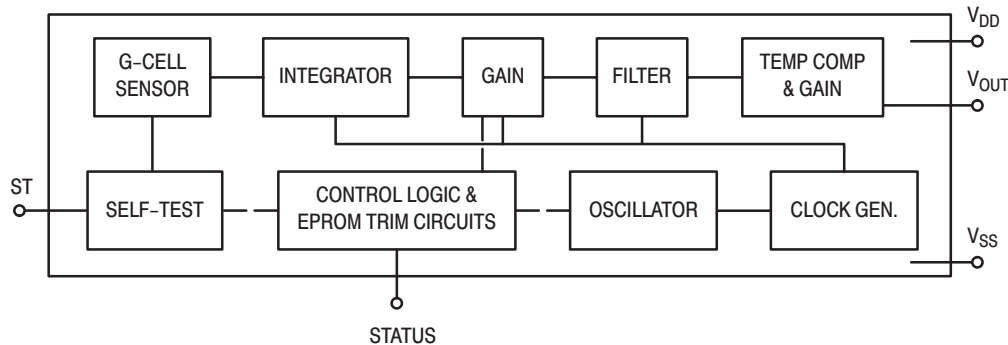 V_DD
G–CELL
SENSOR
INTEGRATOR
GAIN
FILTER
TEMP COMP
& GAIN
V_OUT
ST
SELF–TEST
CONTROL LOGIC &
EPROM TRIM CIRCUITS
OSCILLATOR
CLOCK GEN.
V_SS
STATUS